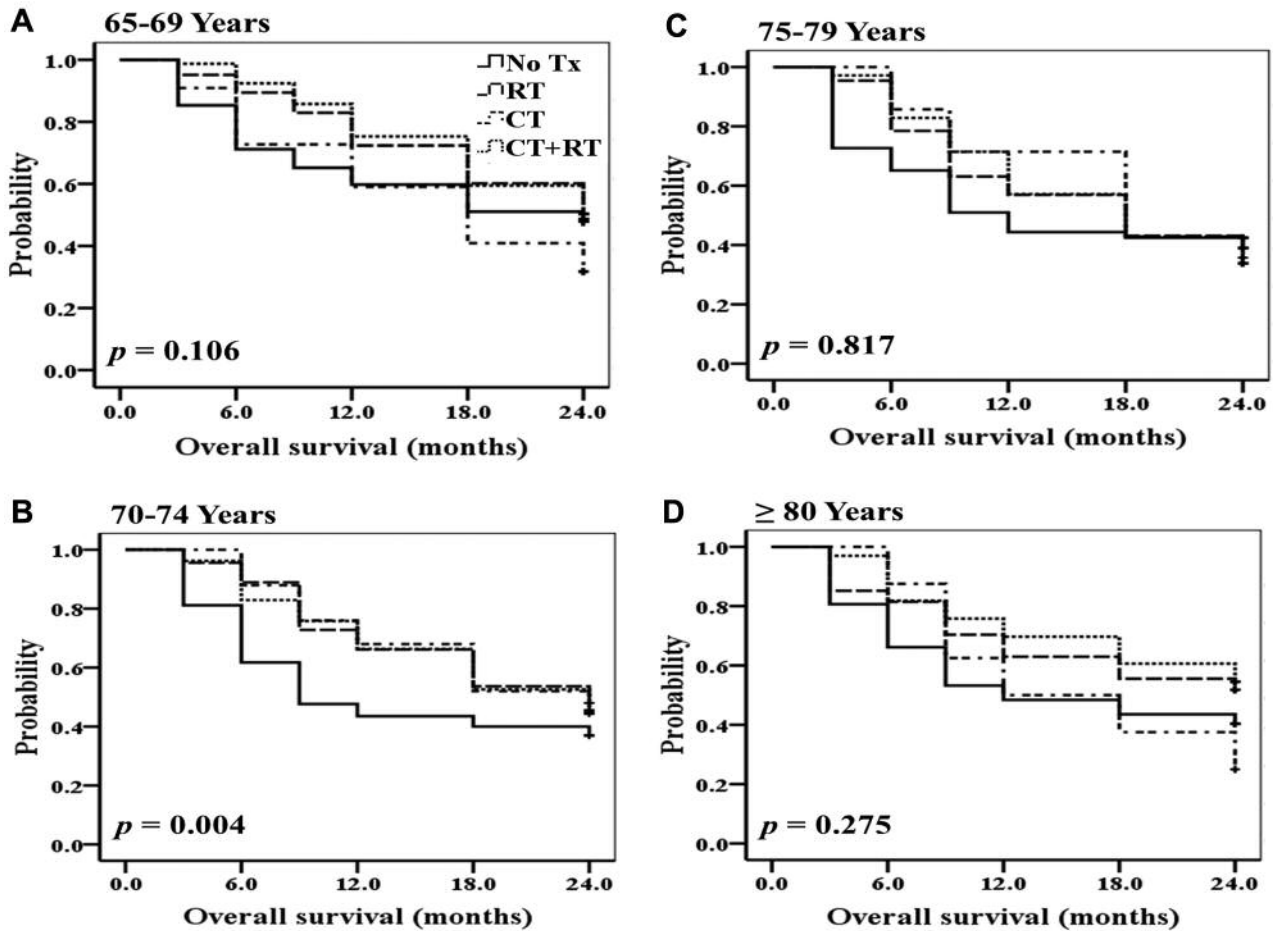 A
65-69 Years
1.0
0.8
0.6
0.4
0.2
0.0
Probability
No Tx
RT
CT
CT+RT
p = 0.106
0.0 6.0 12.0 18.0 24.0
Overall survival (months)
B
70-74 Years
1.0
0.8
0.6
0.4
0.2
0.0
Probability
p = 0.004
0.0 6.0 12.0 18.0 24.0
Overall survival (months)
C
75-79 Years
1.0
0.8
0.6
0.4
0.2
0.0
Probability
p = 0.817
0.0 6.0 12.0 18.0 24.0
Overall survival (months)
D
≥ 80 Years
1.0
0.8
0.6
0.4
0.2
0.0
Probability
p = 0.275
0.0 6.0 12.0 18.0 24.0
Overall survival (months)